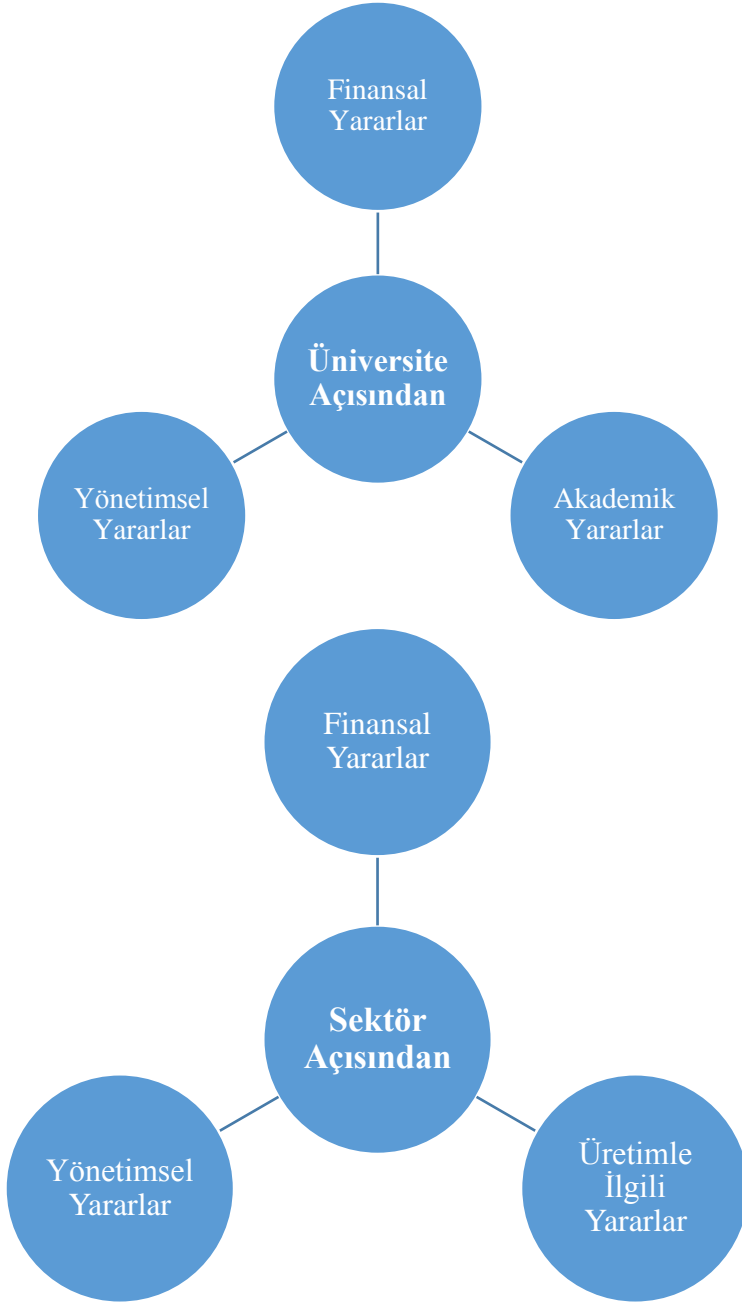 Finansal
Yararlar
Üniversite
Açısından
Yönetimsel
Yararlar
Akademik
Yararlar
Finansal
Yararlar
Sektör
Açısından
Yönetimsel
Yararlar
Üretimle
İlgili
Yararlar